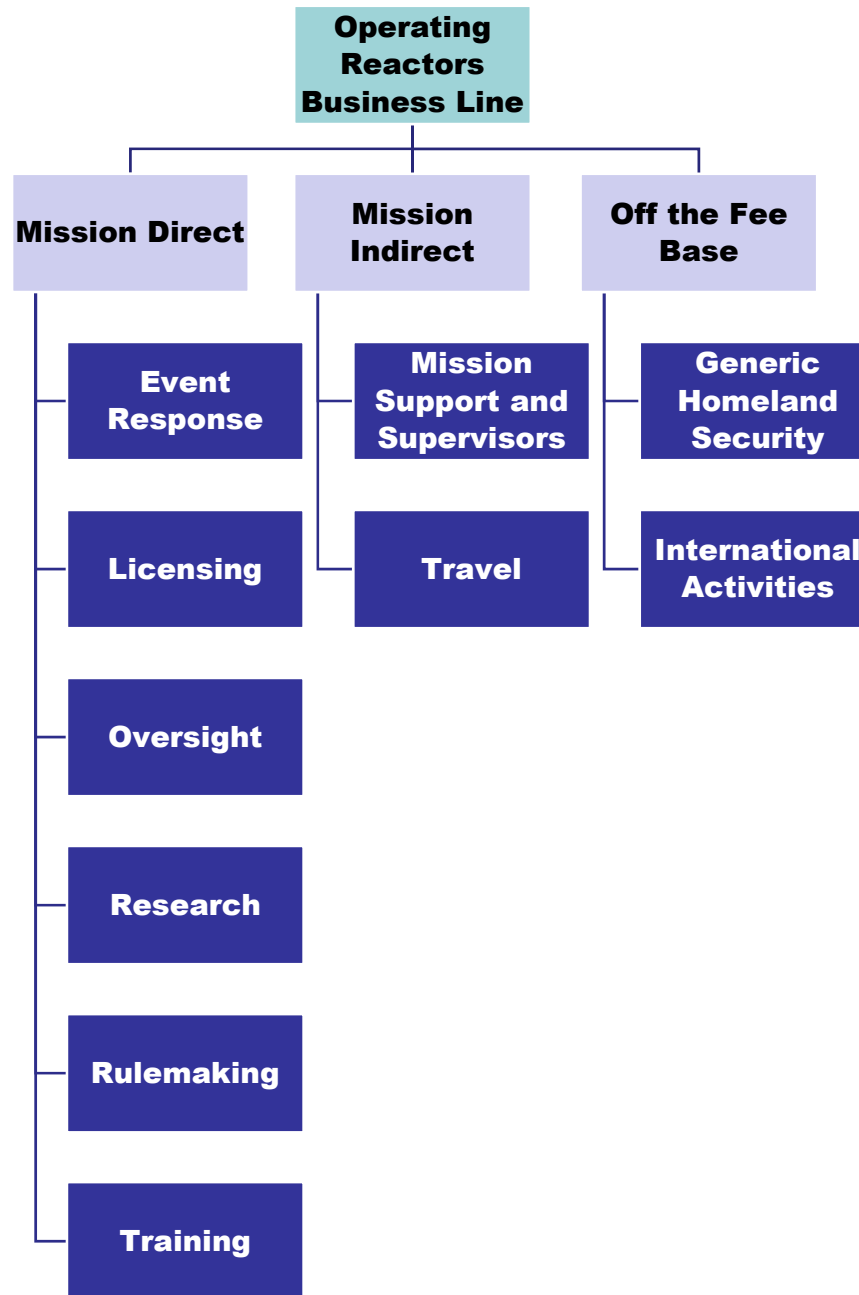 Operating
Reactors
Business Line
Mission Direct
Mission
Indirect
Off the Fee
Base
Event
Response
Mission
Support and
Supervisors
Generic
Homeland
Security
Licensing
Travel
International
Activities
Oversight
Research
Rulemaking
Training